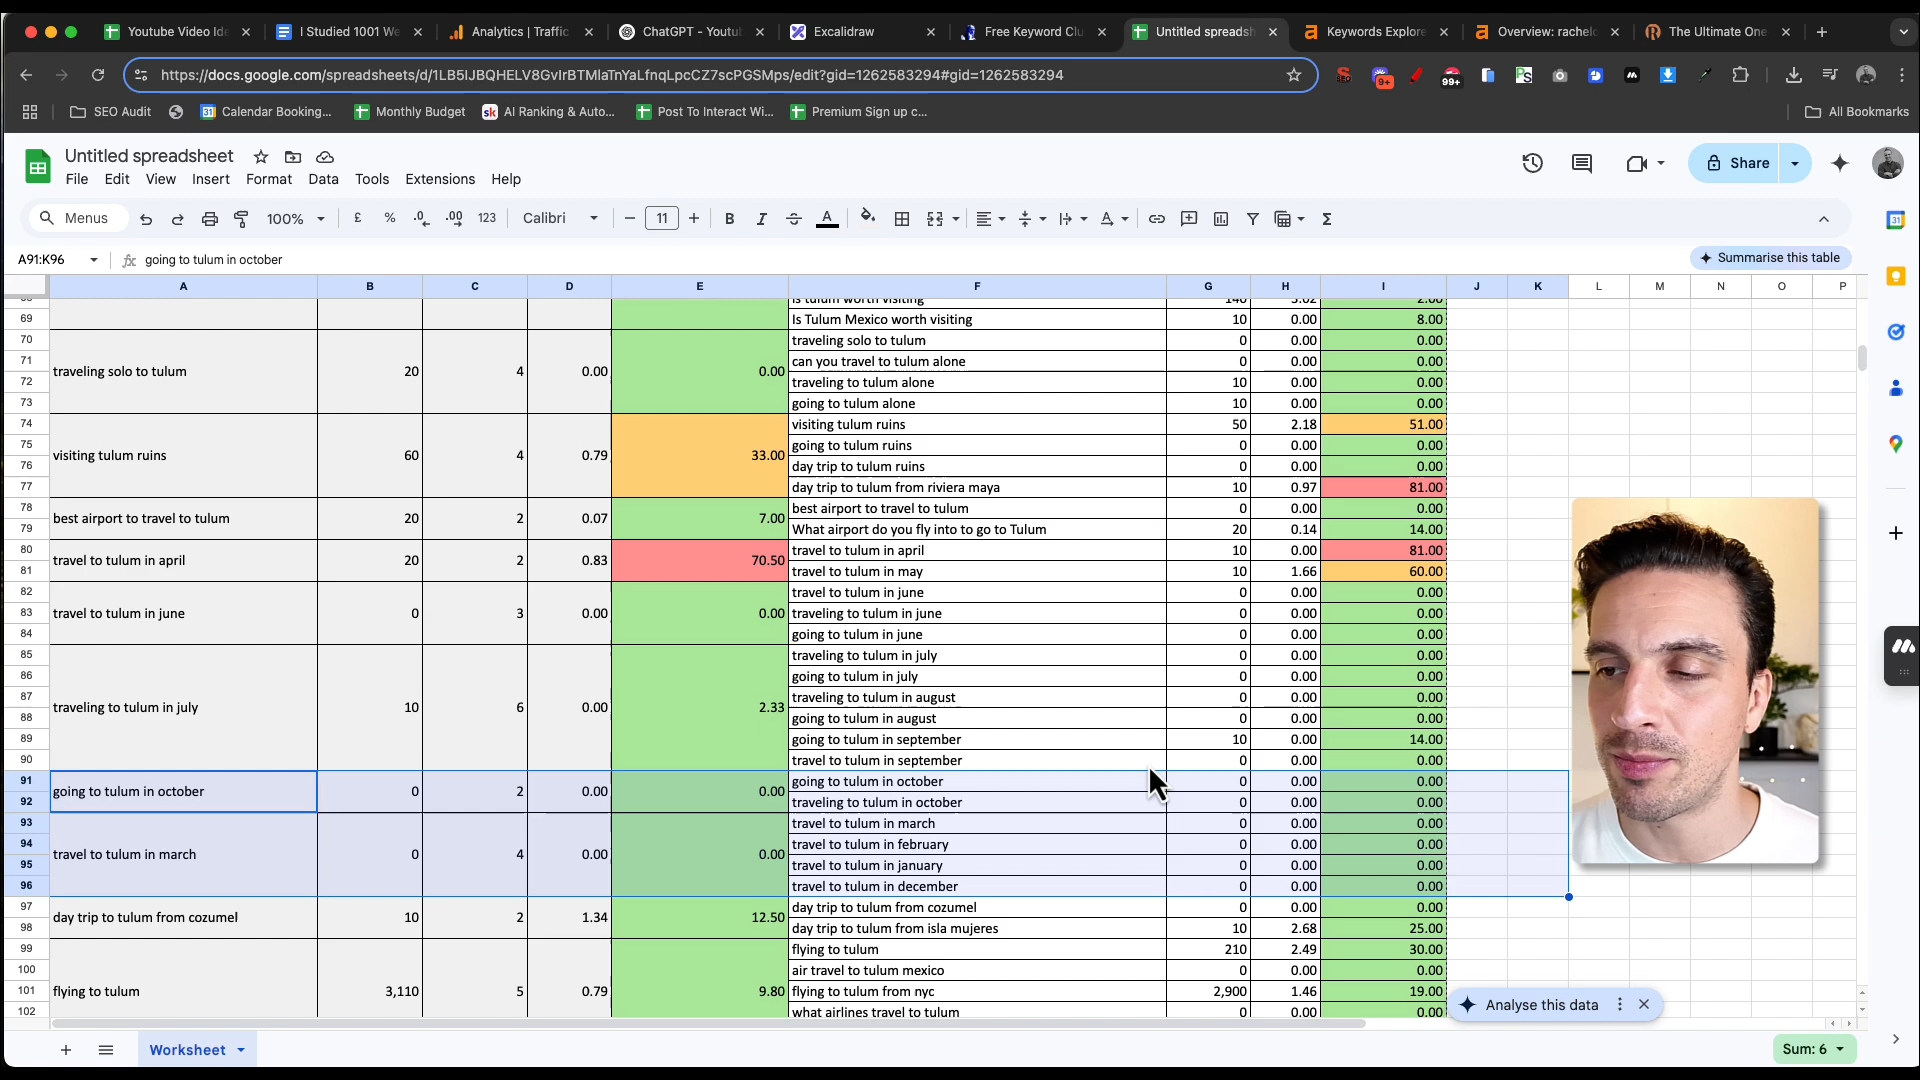 Youtube Video Ide
I Studied 1001 We
Analytics | Traffic
ChatGPT - Youtub
Excalidraw
Free Keyword Clu
Untitled spreadsh
Keywords Explore
Overview: rachelc
The Ultimate One
https://docs.google.com/spreadsheets/d/1LB5IJBQHELV8GvIrBTMlaTnYaLfnqLpcCZ7scPGSMps/edit?gid=1262583294#gid=1262583294
99+
99+
SEO Audit
Calendar Booking...
Monthly Budget
AI Ranking & Auto...
Post To Interact Wi...
Premium Sign up c...
All Bookmarks
Untitled spreadsheet
Share
File Edit View Insert Format Data Tools Extensions Help
Menus
100%
£ % .0 .00 123
Calibri
11
A91:K96
going to tulum in october
Summarise this table
A B C D E F G H I J K L M N O P
is tulum worth visiting 140 3.02 2.00
69 Is Tulum Mexico worth visiting 10 0.00 8.00
70 traveling solo to tulum 0 0.00 0.00
71 can you travel to tulum alone 0 0.00 0.00
traveling solo to tulum 20 4 0.00 0.00
72 traveling to tulum alone 10 0.00 0.00
73 going to tulum alone 10 0.00 0.00
74 visiting tulum ruins 50 2.18 51.00
75 going to tulum ruins 0 0.00 0.00
visiting tulum ruins 60 4 0.79 33.00
76 day trip to tulum ruins 0 0.00 0.00
77 day trip to tulum from riviera maya 10 0.97 81.00
78 best airport to travel to tulum 0 0.00 0.00
best airport to travel to tulum 20 2 0.07 7.00
79 What airport do you fly into to go to Tulum 20 0.14 14.00
80 travel to tulum in april 10 0.00 81.00
travel to tulum in april 20 2 0.83 70.50
81 travel to tulum in may 10 1.66 60.00
82 travel to tulum in june 0 0.00 0.00
83 travel to tulum in june 0 3 0.00 0.00 traveling to tulum in june 0 0.00 0.00
84 going to tulum in june 0 0.00 0.00
85 traveling to tulum in july 0 0.00 0.00
86 going to tulum in july 0 0.00 0.00
87 traveling to tulum in august 0 0.00 0.00
traveling to tulum in july 10 6 0.00 2.33
88 going to tulum in august 0 0.00 0.00
89 going to tulum in september 10 0.00 14.00
90 travel to tulum in september 0 0.00 0.00
91 going to tulum in october 0 0.00 0.00
going to tulum in october 0 2 0.00 0.00
92 traveling to tulum in october 0 0.00 0.00
93 travel to tulum in march 0 0.00 0.00
94 travel to tulum in february 0 0.00 0.00
travel to tulum in march 0 4 0.00 0.00
95 travel to tulum in january 0 0.00 0.00
96 travel to tulum in december 0 0.00 0.00
97 day trip to tulum from cozumel 0 0.00 0.00
day trip to tulum from cozumel 10 2 1.34 12.50
98 day trip to tulum from isla mujeres 10 2.68 25.00
99 flying to tulum 210 2.49 30.00
100 air travel to tulum mexico 0 0.00 0.00
101 flying to tulum 3,110 5 0.79 9.80 flying to tulum from nyc 2,900 1.46 19.00
102 what airlines travel to tulum 0 0.00 0.00
Analyse this data
Worksheet
Sum: 6